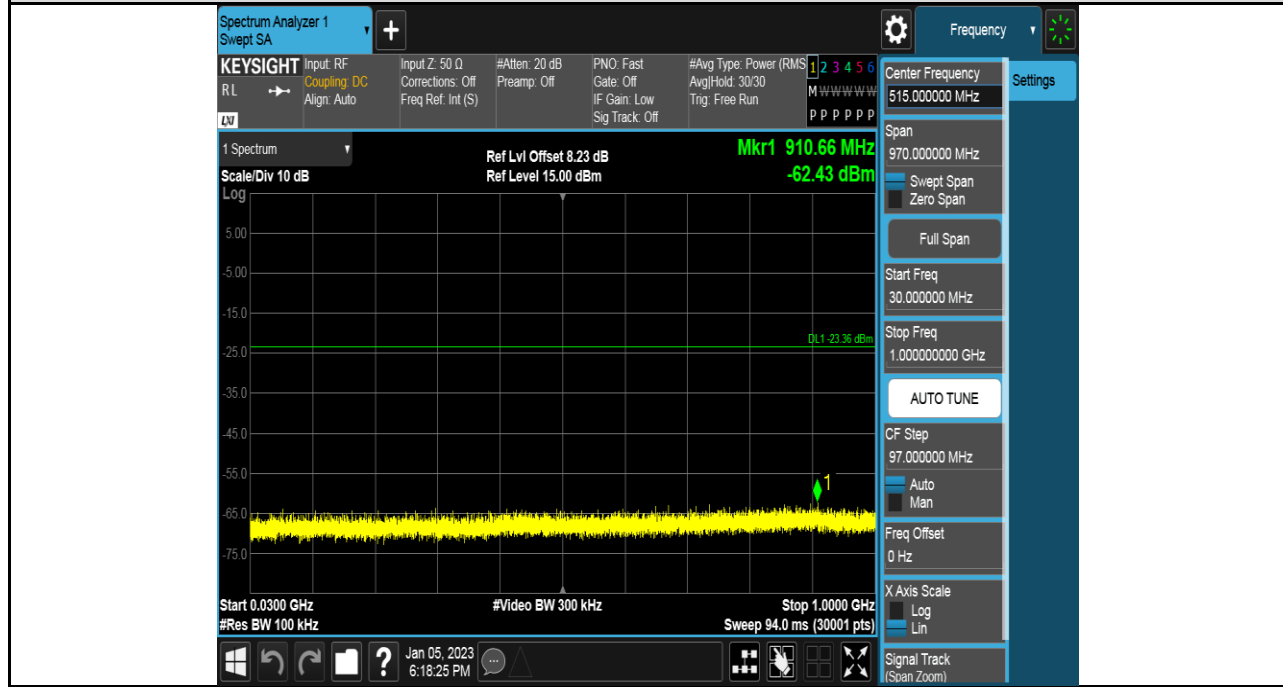 Spectrum Analyzer 1
Swept SA
+
Frequency
KEYSIGHT
RL
LXI
Input: RF
Coupling: DC
Align: Auto
Input Z: 50 Ω
Corrections: Off
Freq Ref: Int (S)
#Atten: 20 dB
Preamp: Off
PNO: Fast
Gate: Off
IF Gain: Low
Sig Track: Off
#Avg Type: Power (RMS
Avg|Hold: 30/30
Trig: Free Run
1 2 3 4 5 6
M W W W W W
P P P P P P
1 Spectrum
Scale/Div 10 dB
Log
Ref Lvl Offset 8.23 dB
Ref Level 15.00 dBm
Mkr1 910.66 MHz
-62.43 dBm
5.00
-5.00
-15.0
DL1 -23.36 dBm
-25.0
-35.0
-45.0
-55.0
1
-65.0
-75.0
Start 0.0300 GHz
#Res BW 100 kHz
#Video BW 300 kHz
Stop 1.0000 GHz
Sweep 94.0 ms (30001 pts)
?
Jan 05, 2023
6:18:25 PM
Center Frequency
515.000000 MHz
Settings
Span
970.000000 MHz
Swept Span
Zero Span
Full Span
Start Freq
30.000000 MHz
Stop Freq
1.000000000 GHz
AUTO TUNE
CF Step
97.000000 MHz
Auto
Man
Freq Offset
0 Hz
X Axis Scale
Log
Lin
Signal Track
(Span Zoom)